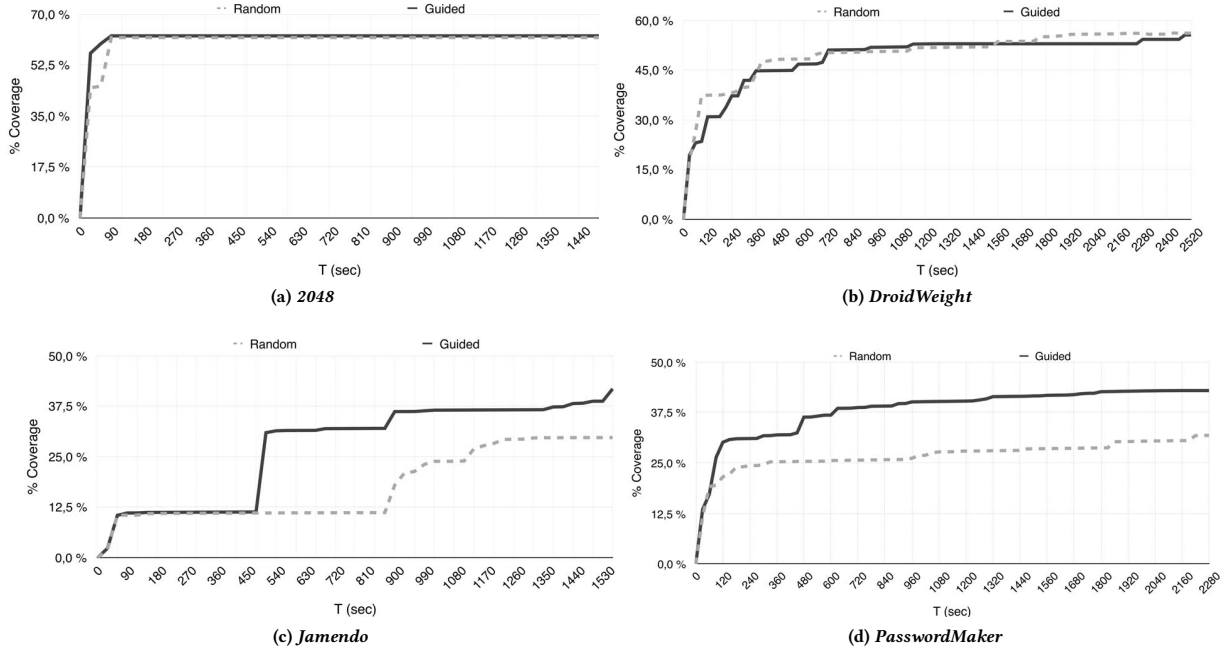 Random Guided
70,0 %
52,5 %
35,0 %
17,5 %
0,0 %
% Coverage
0 90 180 270 360 450 540 630 720 810 900 990 1080 1170 1260 1350 1440
T (sec)
(a) 2048
Random Guided
60,0 %
45,0 %
30,0 %
15,0 %
0,0 %
% Coverage
0 120 240 360 480 600 720 840 960 1080 1200 1320 1440 1560 1680 1800 1920 2040 2160 2280 2400 2520
T (sec)
(b) DroidWeight
Random Guided
50,0 %
37,5 %
25,0 %
12,5 %
0,0 %
% Coverage
0 90 180 270 360 450 540 630 720 810 900 990 1080 1170 1260 1350 1440 1530
T (sec)
(c) Jamendo
Random Guided
50,0 %
37,5 %
25,0 %
12,5 %
0,0 %
% Coverage
0 120 240 360 480 600 720 840 960 1080 1200 1320 1440 1560 1680 1800 1920 2040 2160 2280
T (sec)
(d) PasswordMaker